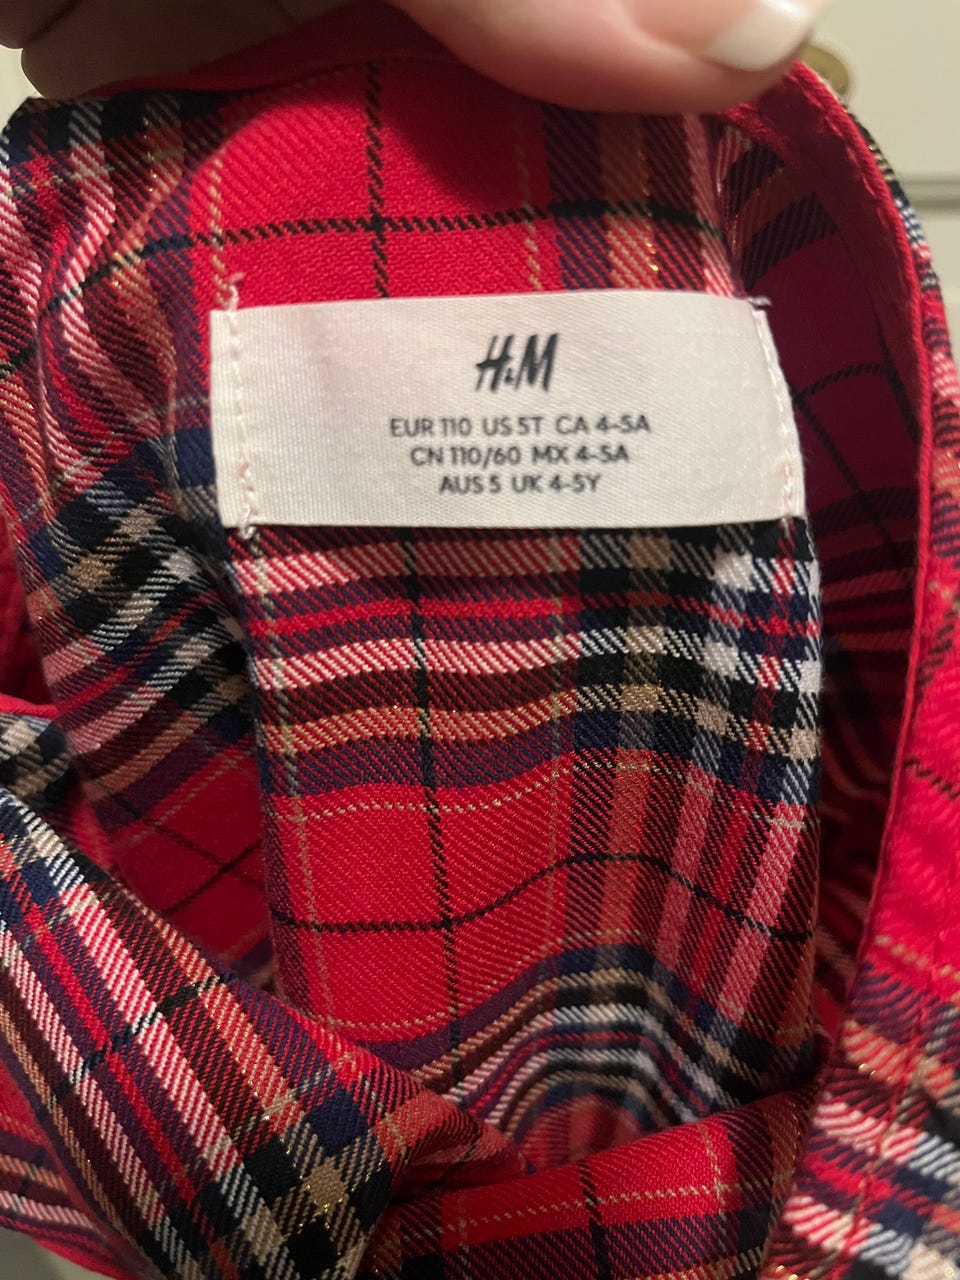 H&M
EUR 110 US 5T CA 4-5A
CN 110/60 MX 4-5A
AUS 5 UK 4-5Y